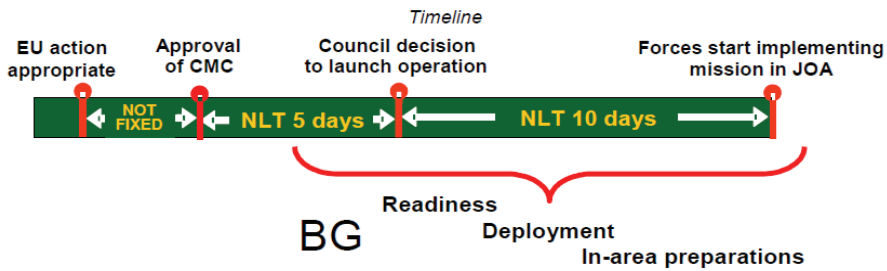 Timeline
EU action
appropriate
Approval
of CMC
Council decision
to launch operation
Forces start implementing
mission in JOA
NOT
FIXED
NLT 5 days
NLT 10 days
Readiness
BG
Deployment
In-area preparations